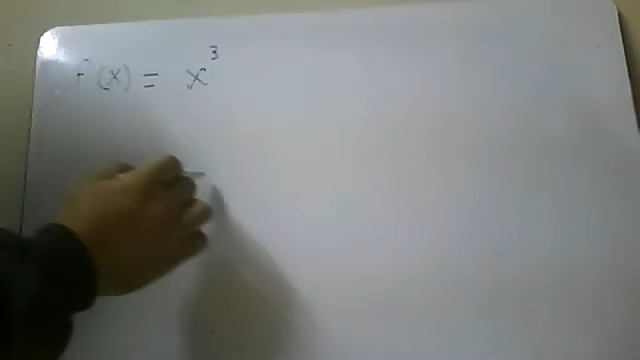 f(x) = x³